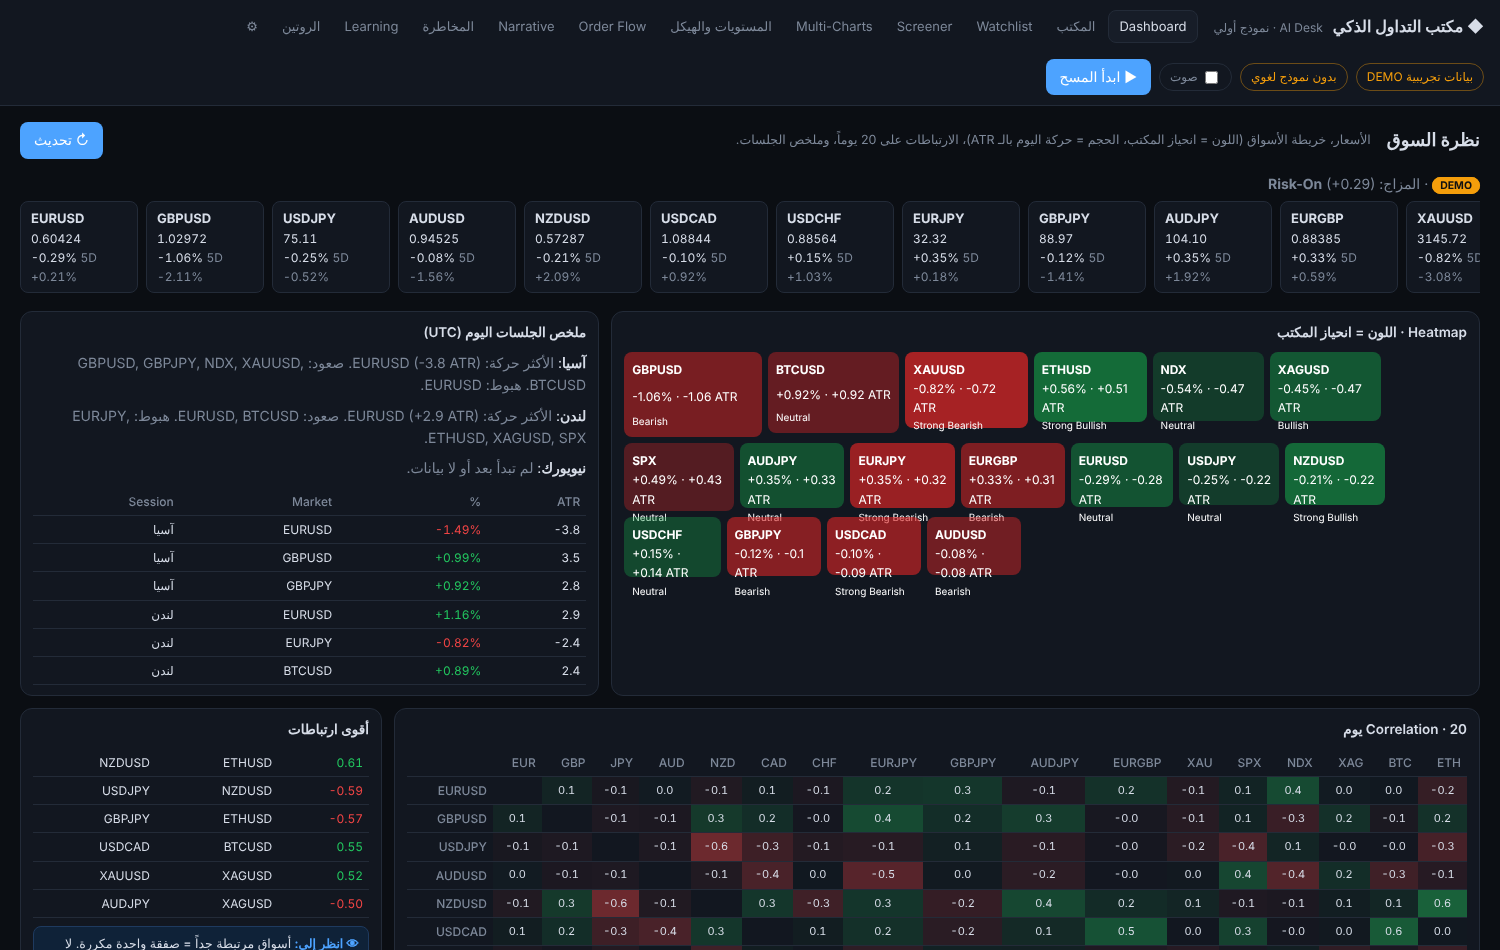 ◆ مكتب التداول الذكي AI Desk · نموذج أولي
Dashboard المكتب Watchlist Screener Multi-Charts المستويات والهيكل Order Flow Narrative المخاطرة Learning الروتين ⚙
بيانات تجريبية DEMO بدون نموذج لغوي صوت ▶ ابدأ المسح
نظرة السوق الأسعار، خريطة الأسواق (اللون = انحياز المكتب، الحجم = حركة اليوم بالـ ATR)، الارتباطات على 20 يوماً، وملخص الجلسات. ↻ تحديث
DEMO · المزاج: Risk-On (+0.29)
EURUSD
0.60424
-0.29% 5D
+0.21%
GBPUSD
1.02972
-1.06% 5D
-2.11%
USDJPY
75.11
-0.25% 5D
-0.52%
AUDUSD
0.94525
-0.08% 5D
-1.56%
NZDUSD
0.57287
-0.21% 5D
+2.09%
USDCAD
1.08844
-0.10% 5D
+0.92%
USDCHF
0.88564
+0.15% 5D
+1.03%
EURJPY
32.32
+0.35% 5D
+0.18%
GBPJPY
88.97
-0.12% 5D
-1.41%
AUDJPY
104.10
+0.35% 5D
+1.92%
EURGBP
0.88385
+0.33% 5D
+0.59%
XAUUSD
3145.72
-0.82% 5D
-3.08%
Heatmap · اللون = انحياز المكتب
GBPUSD
-1.06% · -1.06 ATR
Bearish
BTCUSD
+0.92% · +0.92 ATR
Neutral
XAUUSD
-0.82% · -0.72
ATR
Strong Bearish
ETHUSD
+0.56% · +0.51
ATR
Strong Bullish
NDX
-0.54% · -0.47
ATR
Neutral
XAGUSD
-0.45% · -0.47
ATR
Bullish
SPX
+0.49% · +0.43
ATR
Neutral
AUDJPY
+0.35% · +0.33
ATR
Neutral
EURJPY
+0.35% · +0.32
ATR
Strong Bearish
EURGBP
+0.33% · +0.31
ATR
Bearish
EURUSD
-0.29% · -0.28
ATR
Neutral
USDJPY
-0.25% · -0.22
ATR
Neutral
NZDUSD
-0.21% · -0.22
ATR
Strong Bullish
USDCHF
+0.15% ·
+0.14 ATR
Neutral
GBPJPY
-0.12% · -0.1
ATR
Bearish
USDCAD
-0.10% ·
-0.09 ATR
Strong Bearish
AUDUSD
-0.08% ·
-0.08 ATR
Bearish
ملخص الجلسات اليوم (UTC)
آسيا: الأكثر حركة: EURUSD (-3.8 ATR). صعود: GBPUSD, GBPJPY, NDX, XAUUSD,
BTCUSD. هبوط: EURUSD.
لندن: الأكثر حركة: EURUSD (+2.9 ATR). صعود: EURUSD, BTCUSD. هبوط: EURJPY,
ETHUSD, XAGUSD, SPX.
نيويورك: لم تبدأ بعد أو لا بيانات.
Session Market % ATR
آسيا EURUSD -1.49% -3.8
آسيا GBPUSD +0.99% 3.5
آسيا GBPJPY +0.92% 2.8
لندن EURUSD +1.16% 2.9
لندن EURJPY -0.82% -2.4
لندن BTCUSD +0.89% 2.4
Correlation · 20 يوم
EUR GBP JPY AUD NZD CAD CHF EURJPY GBPJPY AUDJPY EURGBP XAU SPX NDX XAG BTC ETH
EURUSD 0.1 -0.1 0.0 -0.1 0.1 -0.1 0.2 0.3 -0.1 0.2 -0.1 0.1 0.4 0.0 0.0 -0.2
GBPUSD 0.1 -0.1 -0.1 0.3 0.2 -0.0 0.4 0.2 0.3 -0.0 -0.1 0.1 -0.3 0.2 -0.1 0.2
USDJPY -0.1 -0.1 -0.1 -0.6 -0.3 -0.1 -0.1 0.1 -0.1 -0.0 -0.2 -0.4 0.1 -0.0 -0.0 -0.3
AUDUSD 0.0 -0.1 -0.1 -0.1 -0.4 0.0 -0.5 0.0 -0.2 -0.0 0.0 0.4 -0.4 0.2 -0.3 -0.1
NZDUSD -0.1 0.3 -0.6 -0.1 0.3 -0.3 0.3 -0.2 0.4 0.2 0.1 -0.1 -0.1 0.1 0.1 0.6
USDCAD 0.1 0.2 -0.3 -0.4 0.3 0.1 0.2 -0.2 0.1 0.5 0.0 0.3 -0.0 0.0 0.6 0.0
أقوى ارتباطات
NZDUSD ETHUSD 0.61
USDJPY NZDUSD -0.59
GBPJPY ETHUSD -0.57
USDCAD BTCUSD 0.55
XAUUSD XAGUSD 0.52
AUDJPY XAGUSD -0.50
👁 انظر إلى: أسواق مرتبطة جداً = صفقة واحدة مكررة. لا